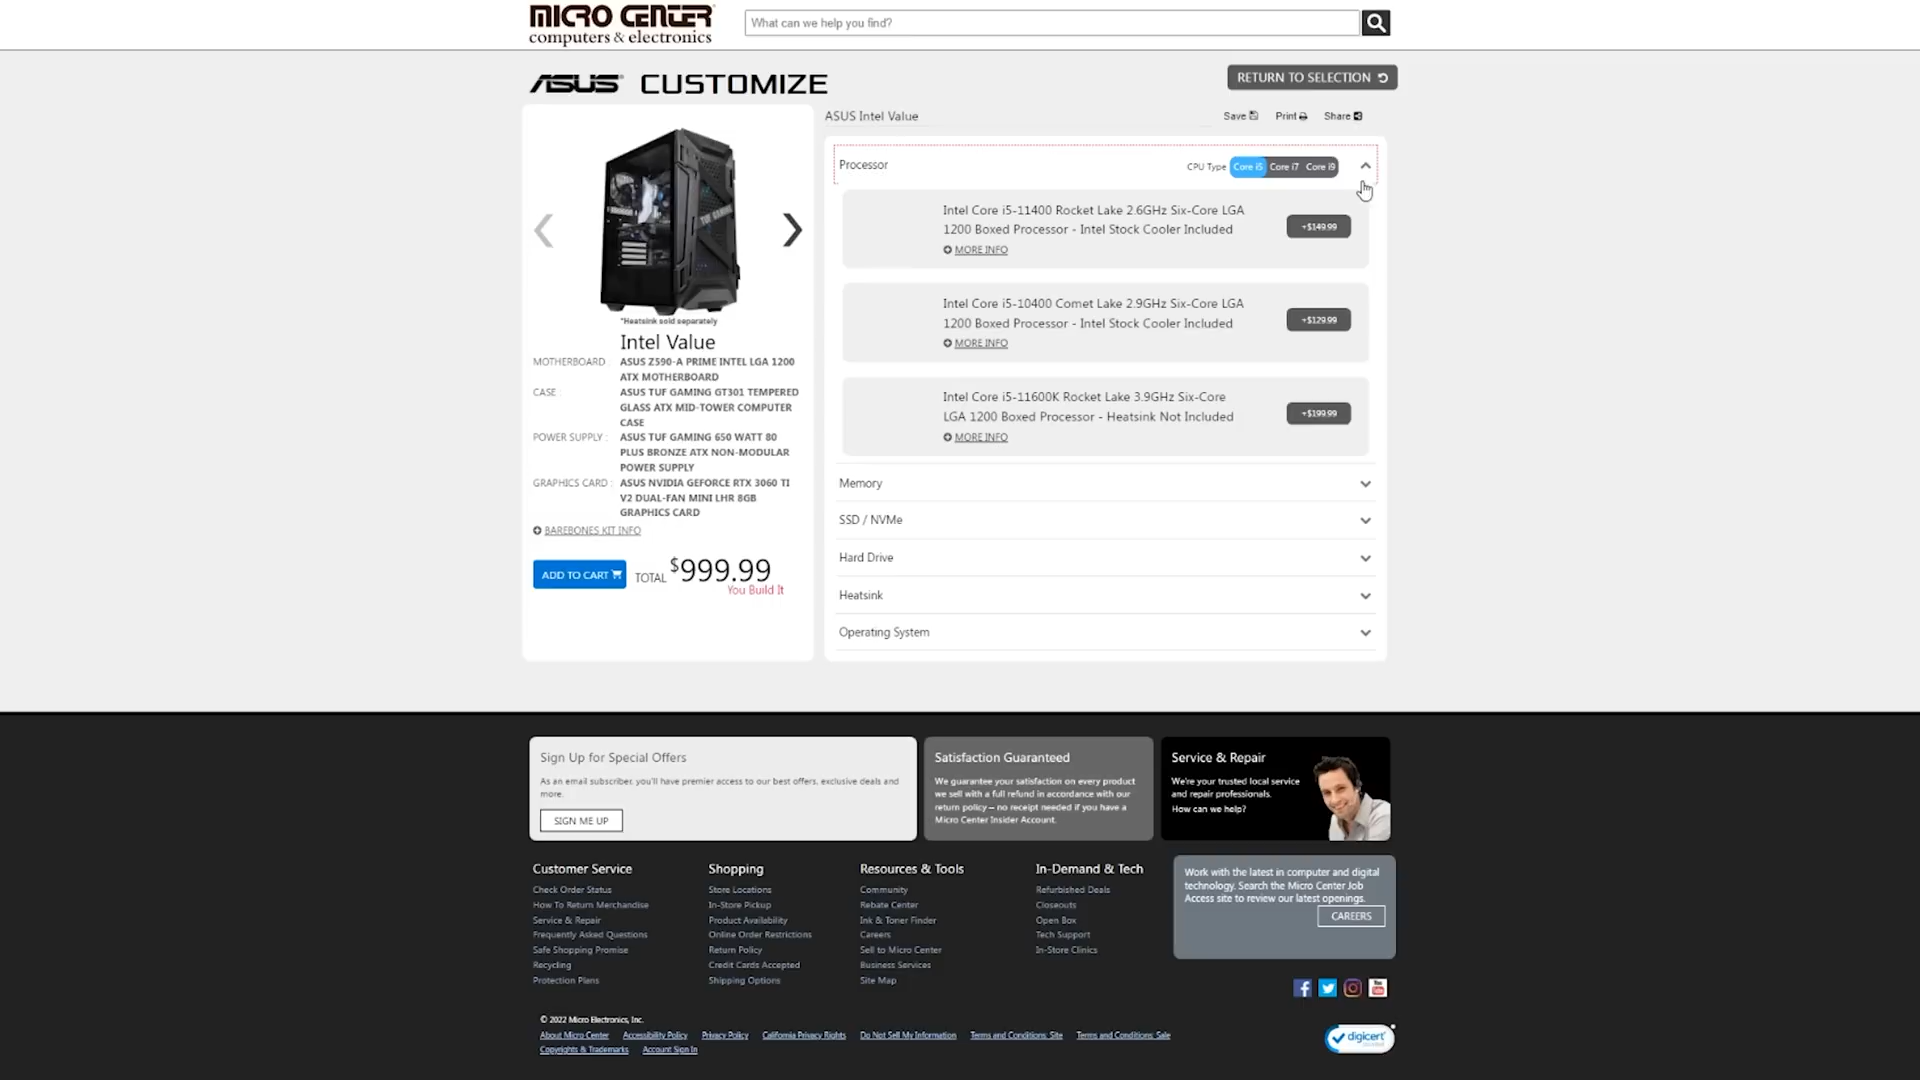 MICRO CENTER
computers & electronics
What can we help you find?
ASUS CUSTOMIZE
RETURN TO SELECTION
ASUS Intel Value
Save
Print
Share
Processor
CPU Type
Core i5
Core i7
Core i9
Intel Core i5-11400 Rocket Lake 2.6GHz Six-Core LGA
1200 Boxed Processor - Intel Stock Cooler Included
MORE INFO
+$149.99
Intel Core i5-10400 Comet Lake 2.9GHz Six-Core LGA
1200 Boxed Processor - Intel Stock Cooler Included
MORE INFO
+$129.99
Intel Core i5-11600K Rocket Lake 3.9GHz Six-Core
LGA 1200 Boxed Processor - Heatsink Not Included
MORE INFO
+$199.99
Memory
SSD / NVMe
Hard Drive
Heatsink
Operating System
TUF GAMING
*Heatsink sold separately
Intel Value
MOTHERBOARD : ASUS Z590-A PRIME INTEL LGA 1200
ATX MOTHERBOARD
CASE : ASUS TUF GAMING GT301 TEMPERED
GLASS ATX MID-TOWER COMPUTER
CASE
POWER SUPPLY : ASUS TUF GAMING 650 WATT 80
PLUS BRONZE ATX NON-MODULAR
POWER SUPPLY
GRAPHICS CARD : ASUS NVIDIA GEFORCE RTX 3060 TI
V2 DUAL-FAN MINI LHR 8GB
GRAPHICS CARD
BAREBONES KIT INFO
ADD TO CART
TOTAL $999.99
You Build It
Sign Up for Special Offers
As an email subscriber, you'll have premier access to our best offers, exclusive deals and
more.
SIGN ME UP
Satisfaction Guaranteed
We guarantee your satisfaction on every product
we sell with a full refund in accordance with our
return policy – no receipt needed if you have a
Micro Center Insider Account.
Service & Repair
We're your trusted local service
and repair professionals.
How can we help?
Customer Service
Check Order Status
How To Return Merchandise
Service & Repair
Frequently Asked Questions
Safe Shopping Promise
Recycling
Protection Plans
Shopping
Store Locations
In-Store Pickup
Product Availability
Online Order Restrictions
Return Policy
Credit Cards Accepted
Shipping Options
Resources & Tools
Community
Rebate Center
Ink & Toner Finder
Careers
Sell to Micro Center
Business Services
Site Map
In-Demand & Tech
Refurbished Deals
Closeouts
Open Box
Tech Support
In-Store Clinics
Work with the latest in computer and digital
technology. Search the Micro Center Job
Access site to review our latest openings.
CAREERS
You
Tube
© 2022 Micro Electronics, Inc.
About Micro Center Accessibility Policy Privacy Policy California Privacy Rights Do Not Sell My Information Terms and Conditions: Site Terms and Conditions: Sale
Copyrights & Trademarks Account Sign In
digicert